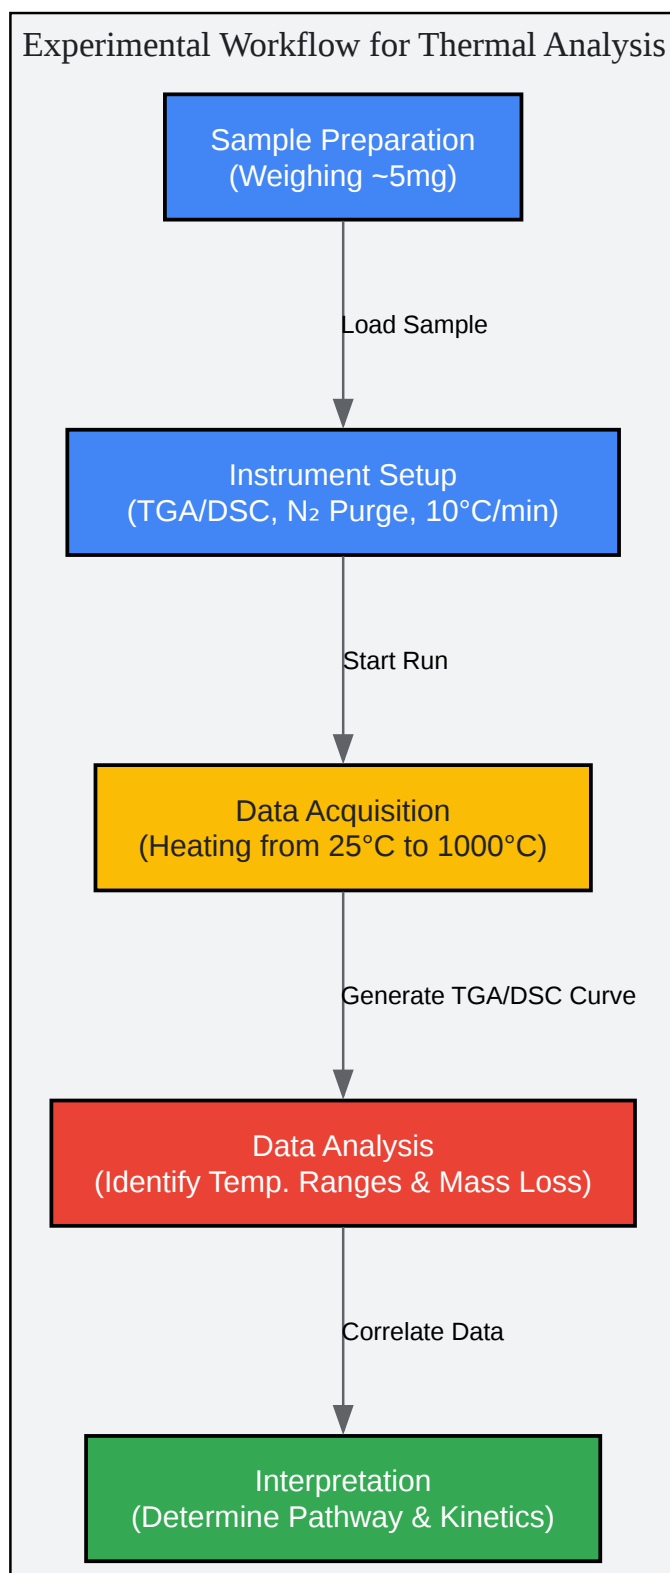 Experimental Workflow for Thermal Analysis
Sample Preparation
(Weighing ~5mg)
Load Sample
Instrument Setup
(TGA/DSC, N₂ Purge, 10°C/min)
Start Run
Data Acquisition
(Heating from 25°C to 1000°C)
Generate TGA/DSC Curve
Data Analysis
(Identify Temp. Ranges & Mass Loss)
Correlate Data
Interpretation
(Determine Pathway & Kinetics)